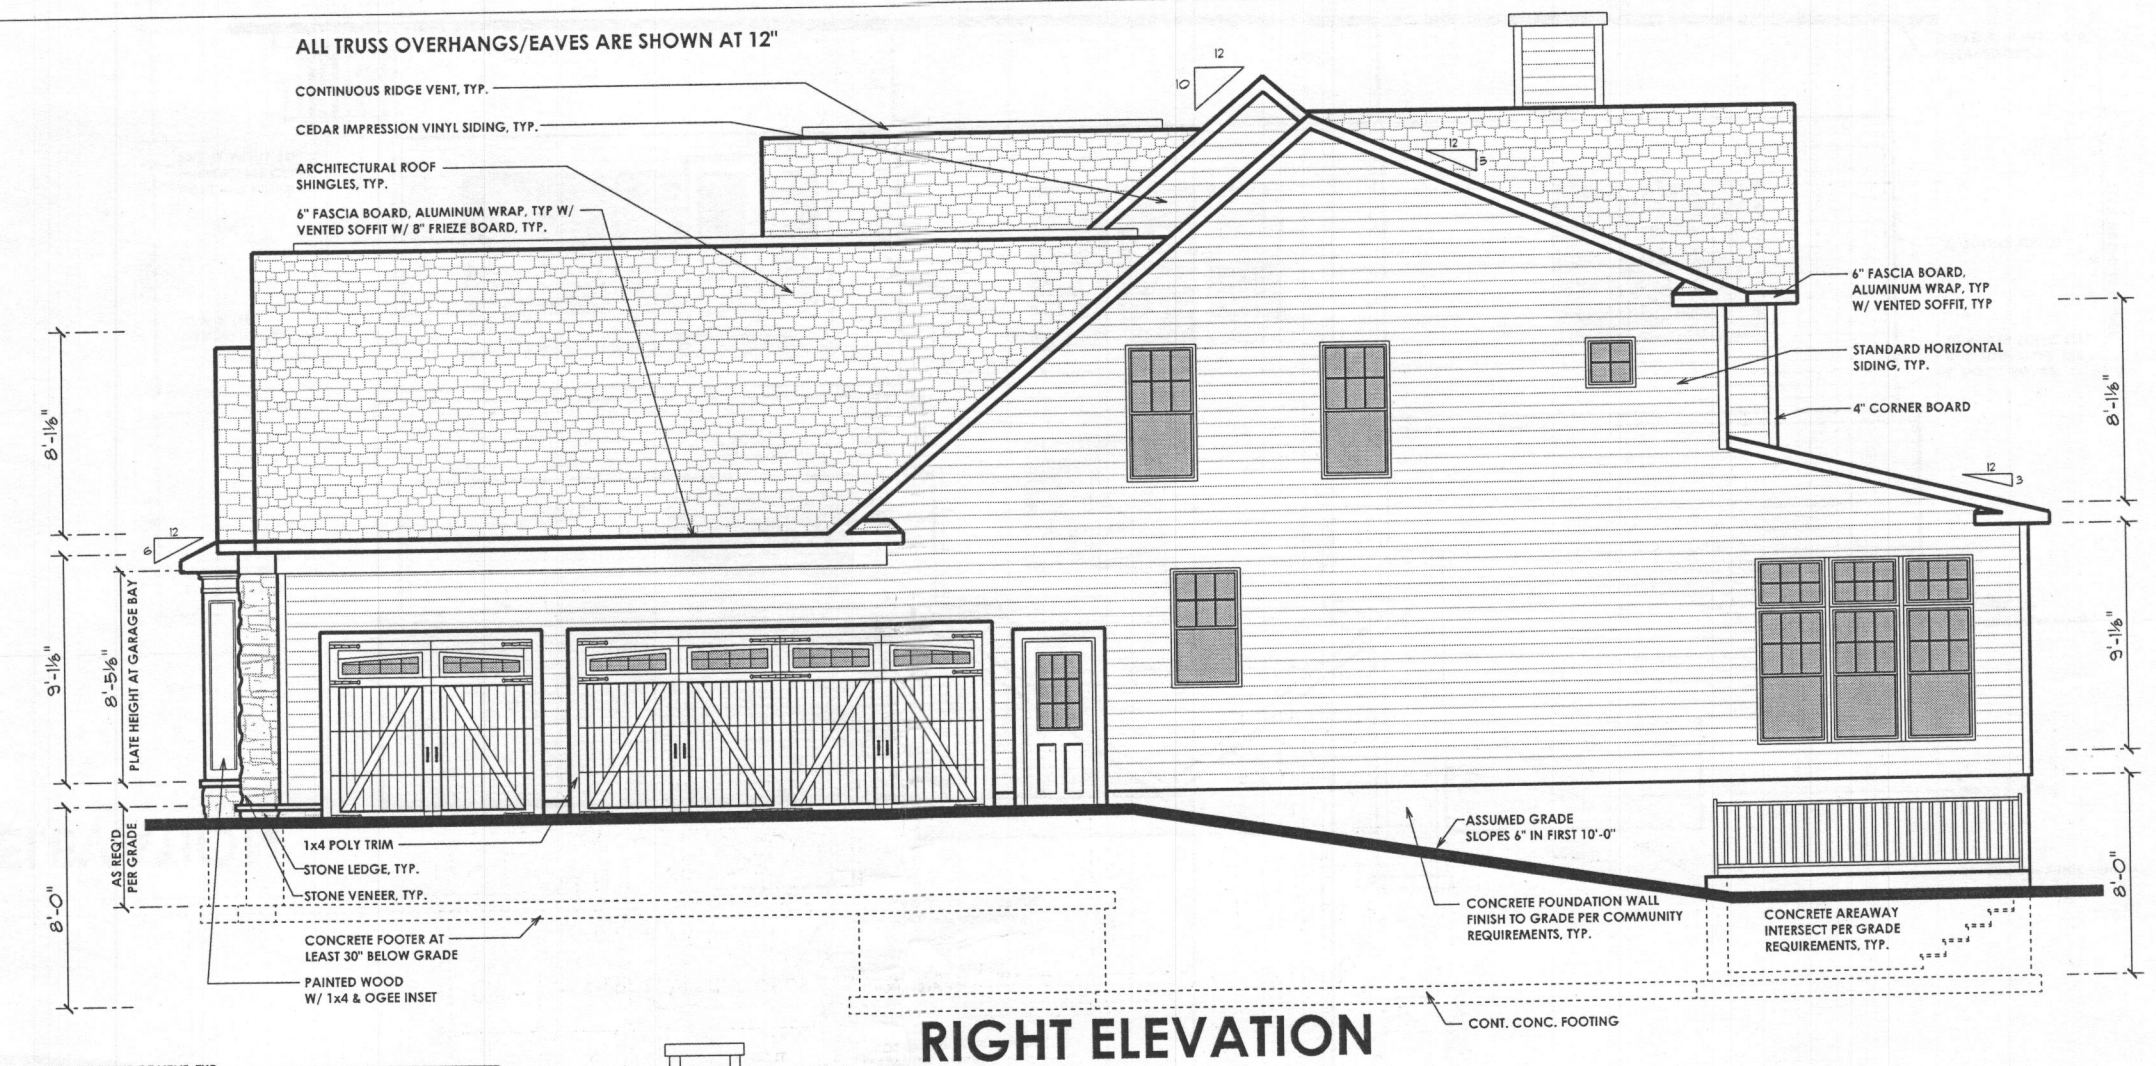 ALL TRUSS OVERHANGS/EAVES ARE SHOWN AT 12"
CONTINUOUS RIDGE VENT, TYP.
CEDAR IMPRESSION VINYL SIDING, TYP.
ARCHITECTURAL ROOF
SHINGLES, TYP.
6" FASCIA BOARD, ALUMINUM WRAP, TYP W/
VENTED SOFFIT W/ 8" FRIEZE BOARD, TYP.
12
10
12
5
6" FASCIA BOARD,
ALUMINUM WRAP, TYP
W/ VENTED SOFFIT, TYP
STANDARD HORIZONTAL
SIDING, TYP.
4" CORNER BOARD
12
3
12
6
8'-1⅛"
9'-1⅛"
8'-5⅛"
PLATE HEIGHT AT GARAGE BAY
AS REQ'D
PER GRADE
8'-0"
8'-1⅛"
9'-1⅛"
8'-0"
1x4 POLY TRIM
STONE LEDGE, TYP.
STONE VENEER, TYP.
CONCRETE FOOTER AT
LEAST 30" BELOW GRADE
PAINTED WOOD
W/ 1x4 & OGEE INSET
ASSUMED GRADE
SLOPES 6" IN FIRST 10'-0"
CONCRETE FOUNDATION WALL
FINISH TO GRADE PER COMMUNITY
REQUIREMENTS, TYP.
CONCRETE AREAWAY
INTERSECT PER GRADE
REQUIREMENTS, TYP.
CONT. CONC. FOOTING
RIGHT ELEVATION